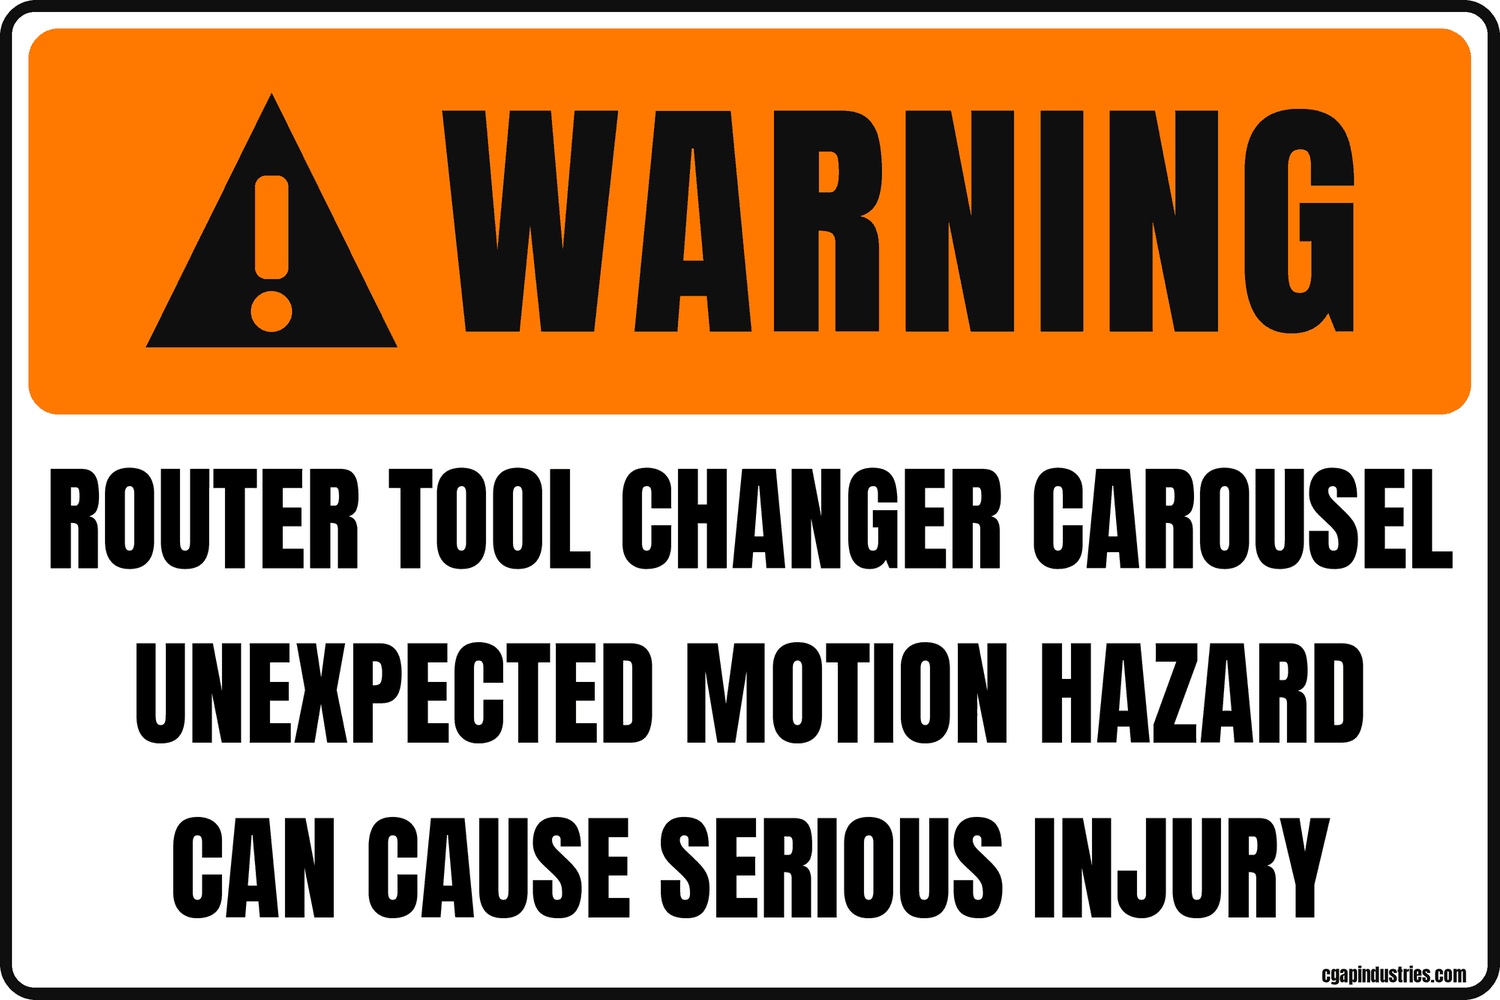 WARNING
ROUTER TOOL CHANGER CAROUSEL
UNEXPECTED MOTION HAZARD
CAN CAUSE SERIOUS INJURY
cgapindustries.com